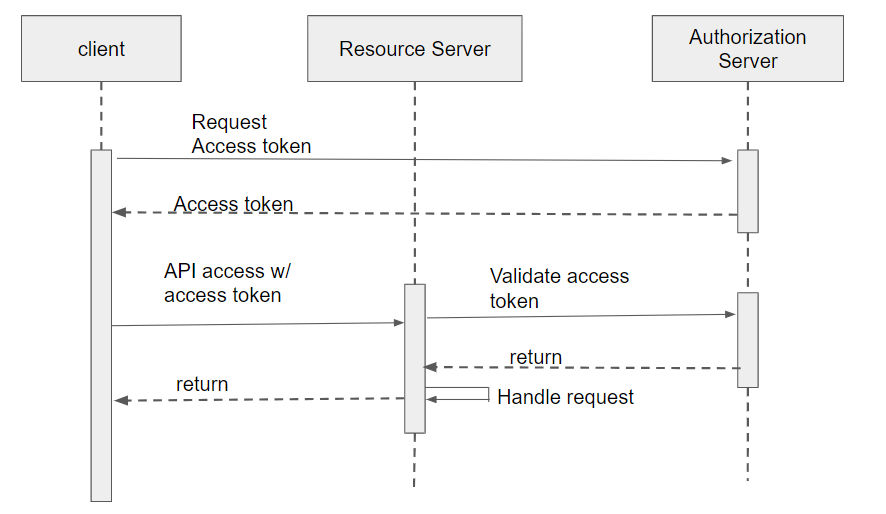 client
Resource Server
Authorization
Server
Request
Access token
Access token
API access w/
access token
Validate access
token
return
return
Handle request